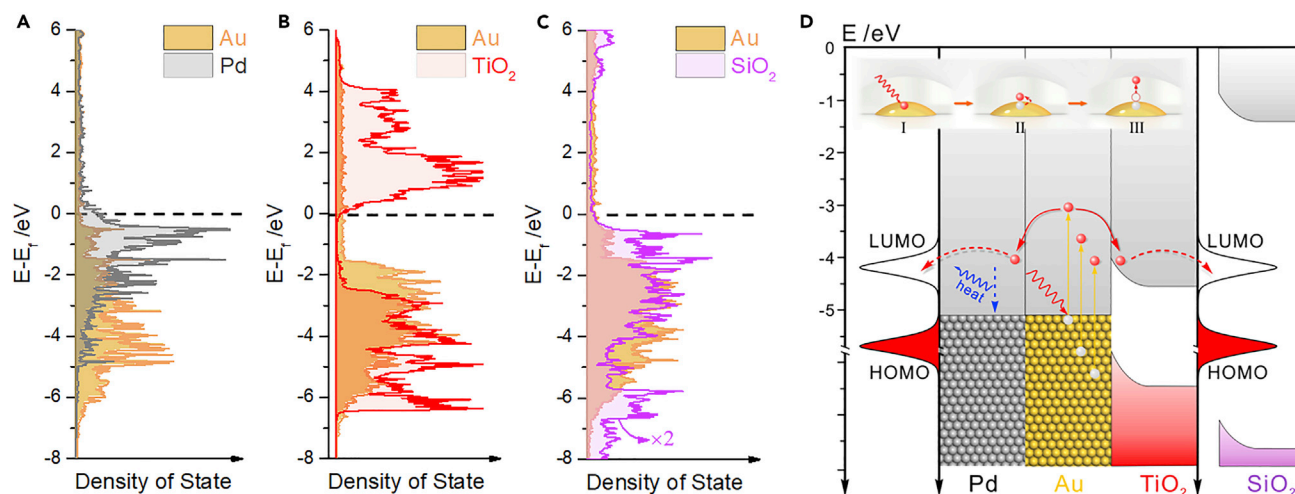 A
B
C
D
Au
Pd
Au
TiO₂
Au
SiO₂
E /eV
6
4
2
0
-2
-4
-6
-8
E-E_f /eV
Density of State
6
4
2
0
-2
-4
-6
-8
E-E_f /eV
Density of State
6
4
2
0
-2
-4
-6
-8
E-E_f /eV
×2
Density of State
0
-1
-2
-3
-4
-5
I
II
III
LUMO
LUMO
heat
HOMO
HOMO
Pd
Au
TiO₂
SiO₂